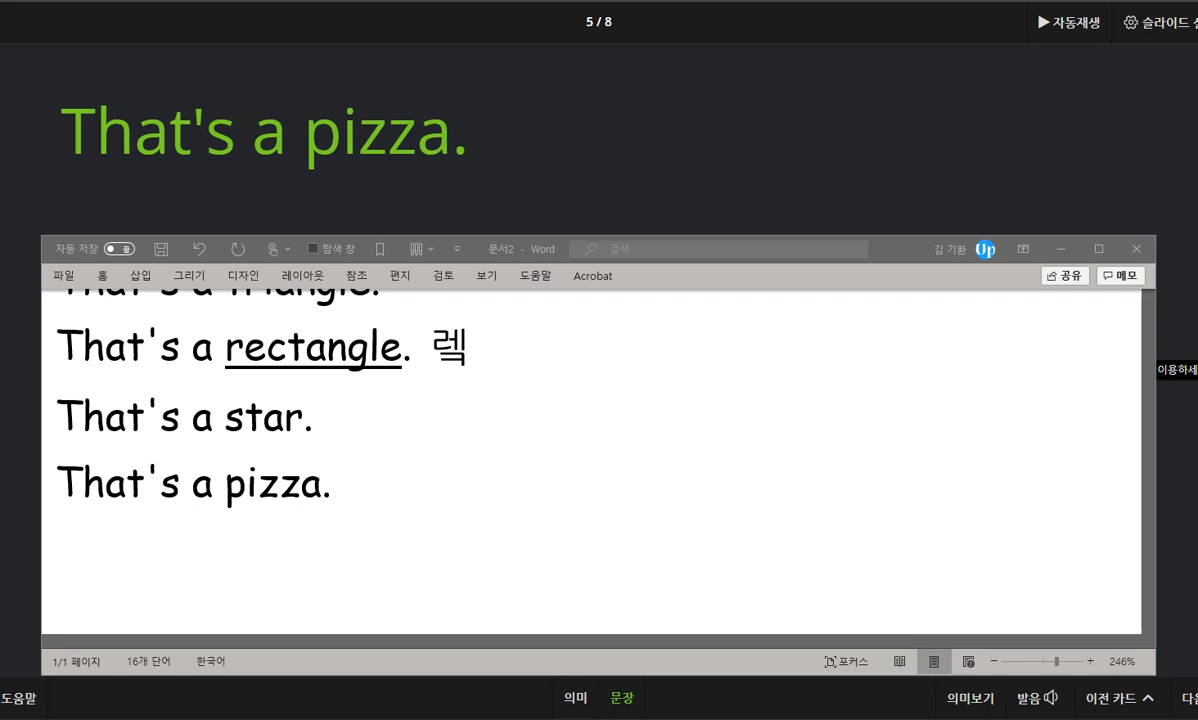 5 / 8
▶ 자동재생
슬라이드
That's a pizza.
자동 저장 끔
탐색 창
문서2 - Word
검색
김 기환
Up
파일 홈 삽입 그리기 디자인 레이아웃 참조 편지 검토 보기 도움말 Acrobat
공유
메모
That's a triangle.
That's a rectangle. 렠
이용하세
That's a star.
That's a pizza.
1/1 페이지 16개 단어 한국어
포커스
- + 246%
도움말
의미 문장
의미보기 발음 이전 카드